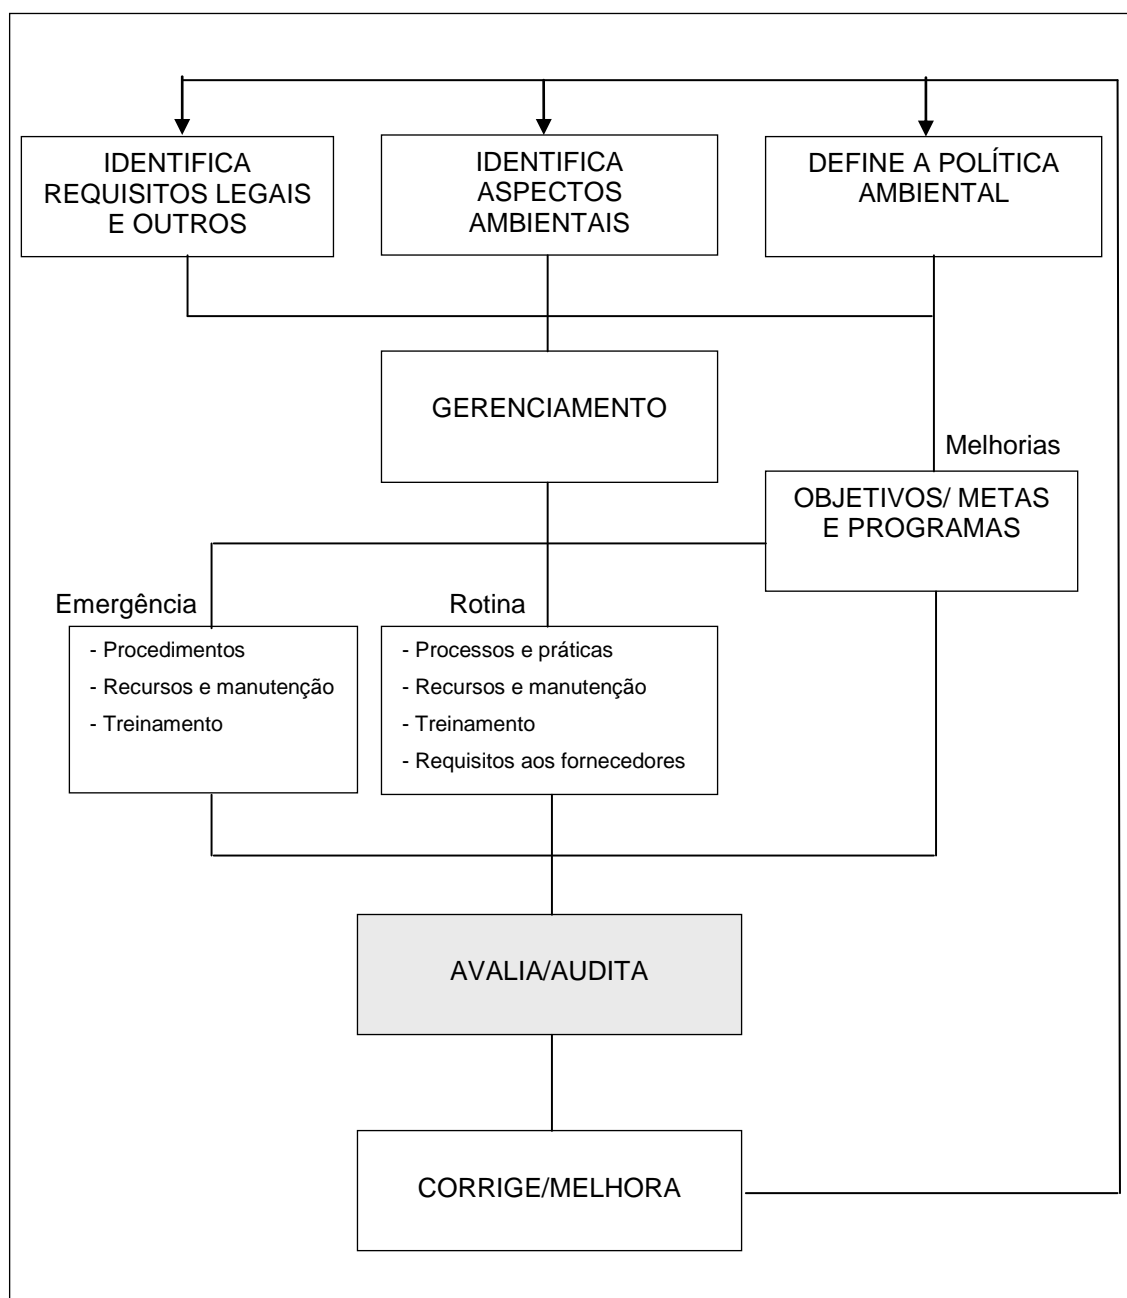 IDENTIFICA
REQUISITOS LEGAIS
E OUTROS
IDENTIFICA
ASPECTOS
AMBIENTAIS
DEFINE A POLÍTICA
AMBIENTAL
GERENCIAMENTO
Melhorias
OBJETIVOS/ METAS
E PROGRAMAS
Emergência
- Procedimentos
- Recursos e manutenção
- Treinamento
Rotina
- Processos e práticas
- Recursos e manutenção
- Treinamento
- Requisitos aos fornecedores
AVALIA/AUDITA
CORRIGE/MELHORA